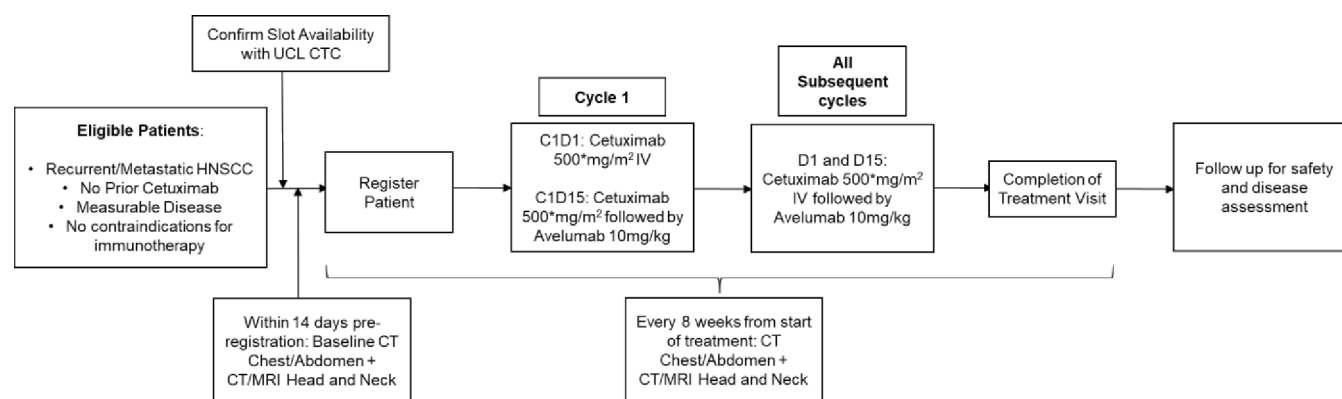 Confirm Slot Availability
with UCL CTC
Eligible Patients:
• Recurrent/Metastatic HNSCC
• No Prior Cetuximab
• Measurable Disease
• No contraindications for
immunotherapy
Within 14 days pre-
registration: Baseline CT
Chest/Abdomen +
CT/MRI Head and Neck
Register
Patient
Cycle 1
C1D1: Cetuximab
500*mg/m² IV
C1D15: Cetuximab
500*mg/m² followed by
Avelumab 10mg/kg
All
Subsequent
cycles
D1 and D15:
Cetuximab 500*mg/m²
IV followed by
Avelumab 10mg/kg
Every 8 weeks from start
of treatment: CT
Chest/Abdomen +
CT/MRI Head and Neck
Completion of
Treatment Visit
Follow up for safety
and disease
assessment